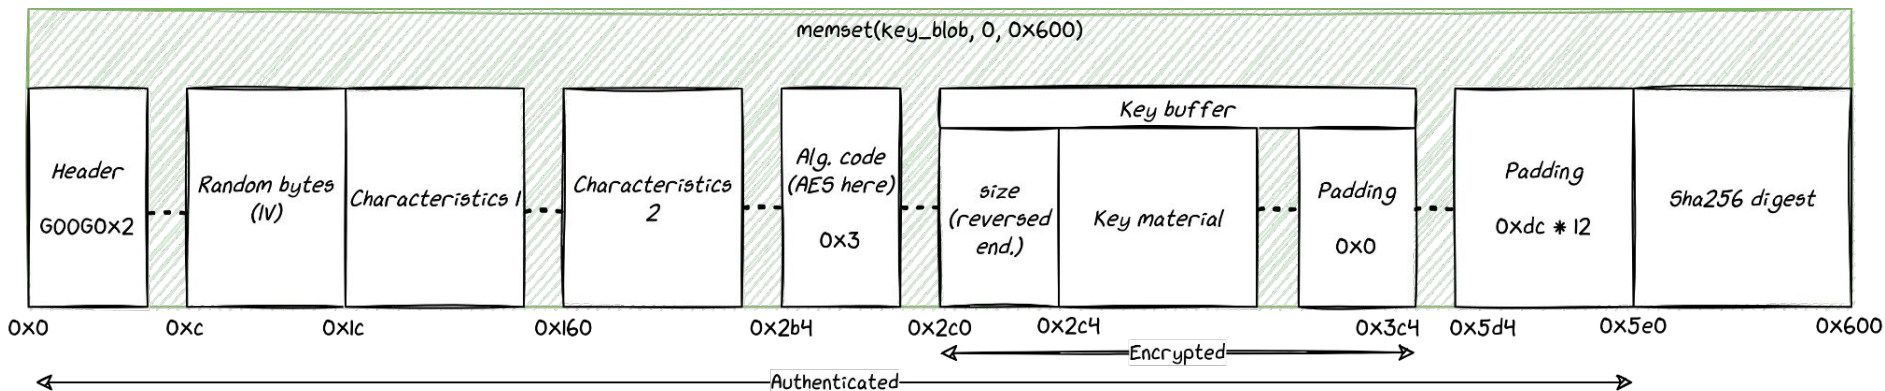 memset(key_blob, 0, 0x600)
Key buffer
Header
G00G0x2
Random bytes
(IV)
Characteristics 1
Characteristics
2
Alg. code
(AES here)
0x3
size
(reversed
end.)
Key material
Padding
0x0
Padding
0xdc * 12
Sha256 digest
0x0
0xc
0x1c
0x160
0x2b4
0x2c0
0x2c4
0x3c4
0x5d4
0x5e0
0x600
Encrypted
Authenticated